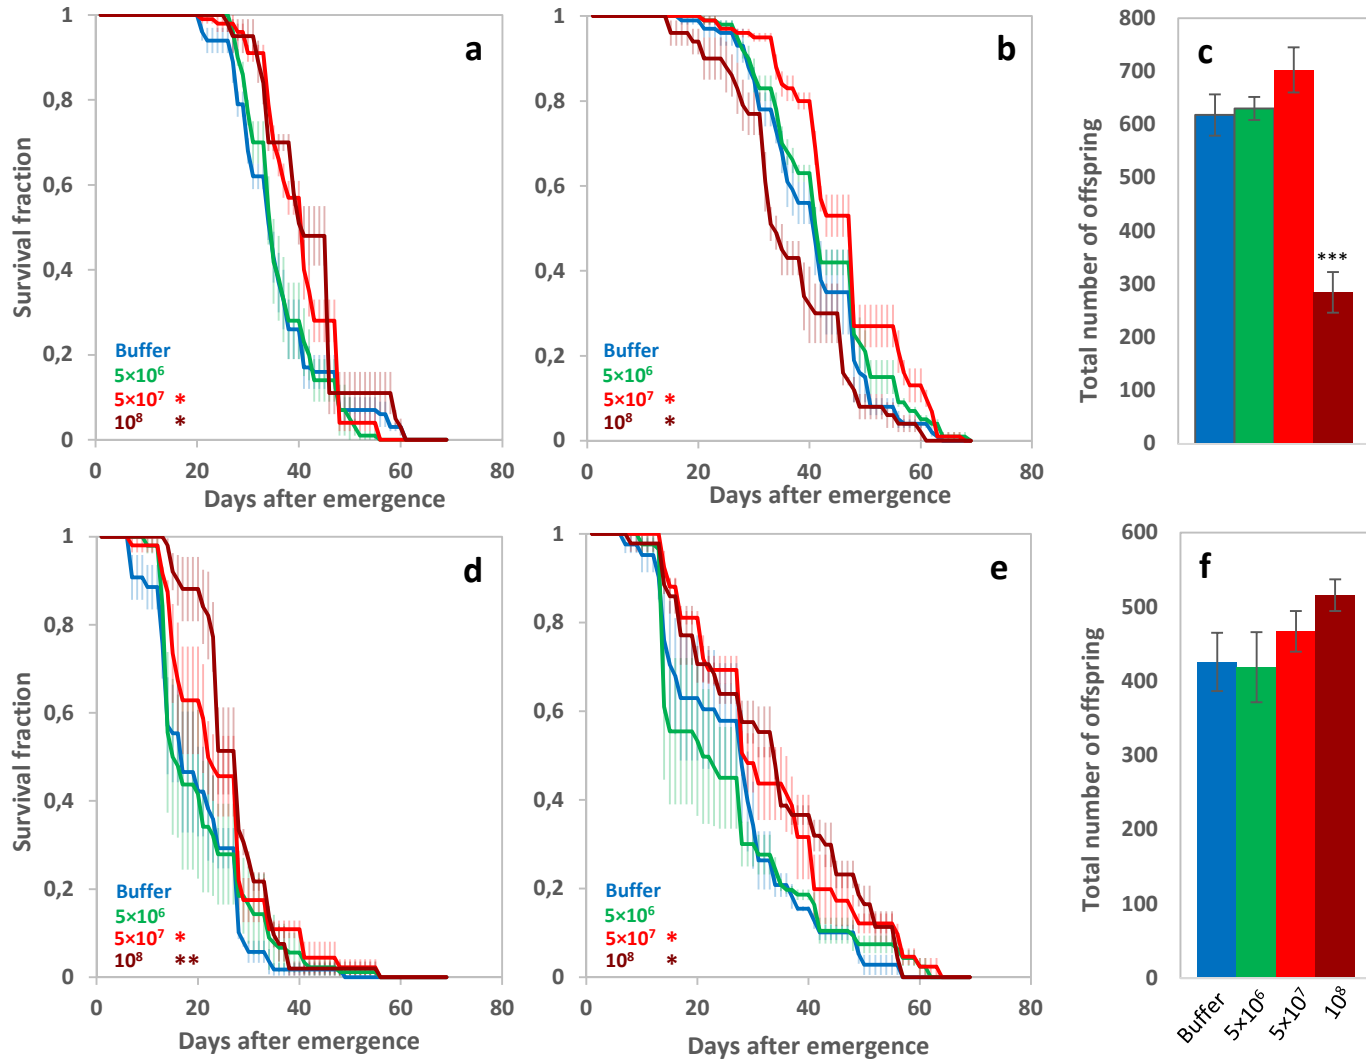 a
Survival fraction
1
0,8
0,6
0,4
0,2
0
Buffer
5×10⁶
5×10⁷ *
10⁸ *
0 20 40 60 80
Days after emergence
b
1
0,8
0,6
0,4
0,2
0
Buffer
5×10⁶
5×10⁷ *
10⁸ *
0 20 40 60 80
Days after emergence
c
Total number of offspring
800
700
600
500
400
300
200
100
0
***
d
Survival fraction
1
0,8
0,6
0,4
0,2
0
Buffer
5×10⁶
5×10⁷ *
10⁸ **
0 20 40 60 80
Days after emergence
e
1
0,8
0,6
0,4
0,2
0
Buffer
5×10⁶
5×10⁷ *
10⁸ *
0 20 40 60 80
Days after emergence
f
Total number of offspring
600
500
400
300
200
100
0
Buffer 5×10⁶ 5×10⁷ 10⁸